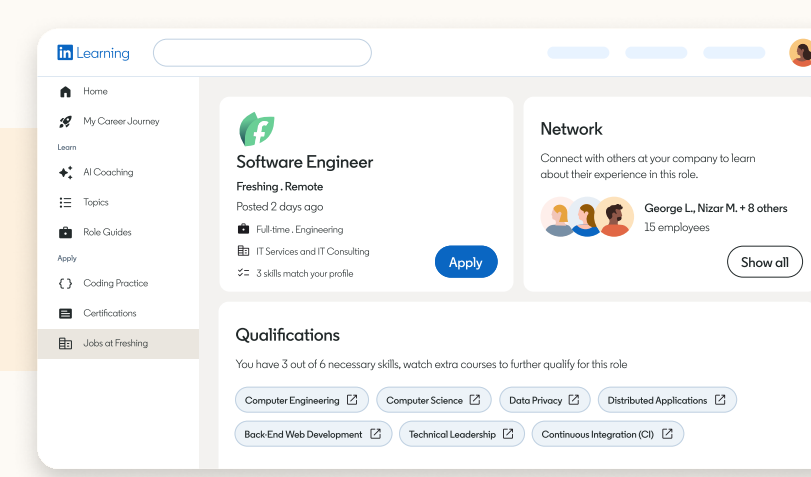 in Learning
Home
My Career Journey
Learn
AI Coaching
Topics
Role Guides
Apply
Coding Practice
Certifications
Jobs at Freshing
Software Engineer
Freshing . Remote
Posted 2 days ago
Full-time . Engineering
IT Services and IT Consulting
3 skills match your profile
Apply
Network
Connect with others at your company to learn
about their experience in this role.
George L., Nizar M. + 8 others
15 employees
Show all
Qualifications
You have 3 out of 6 necessary skills, watch extra courses to further qualify for this role
Computer Engineering
Computer Science
Data Privacy
Distributed Applications
Back-End Web Development
Technical Leadership
Continuous Integration (CI)